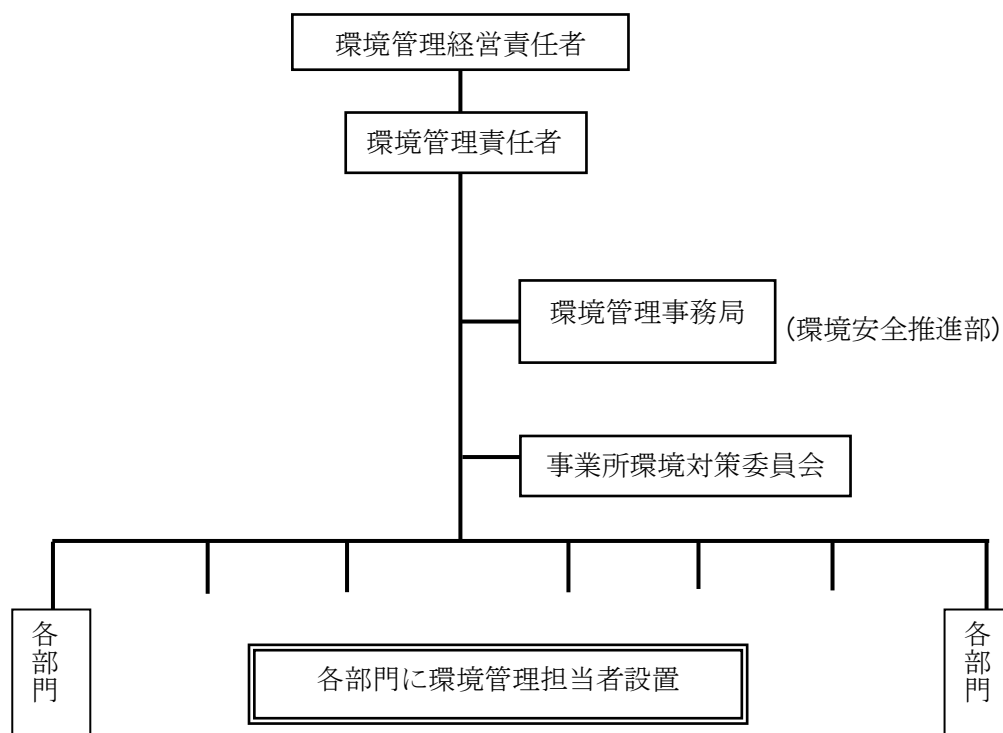 環境管理経営責任者
環境管理責任者
環境管理事務局
(環境安全推進部)
事業所環境対策委員会
各部門
各部門に環境管理担当者設置
各部門